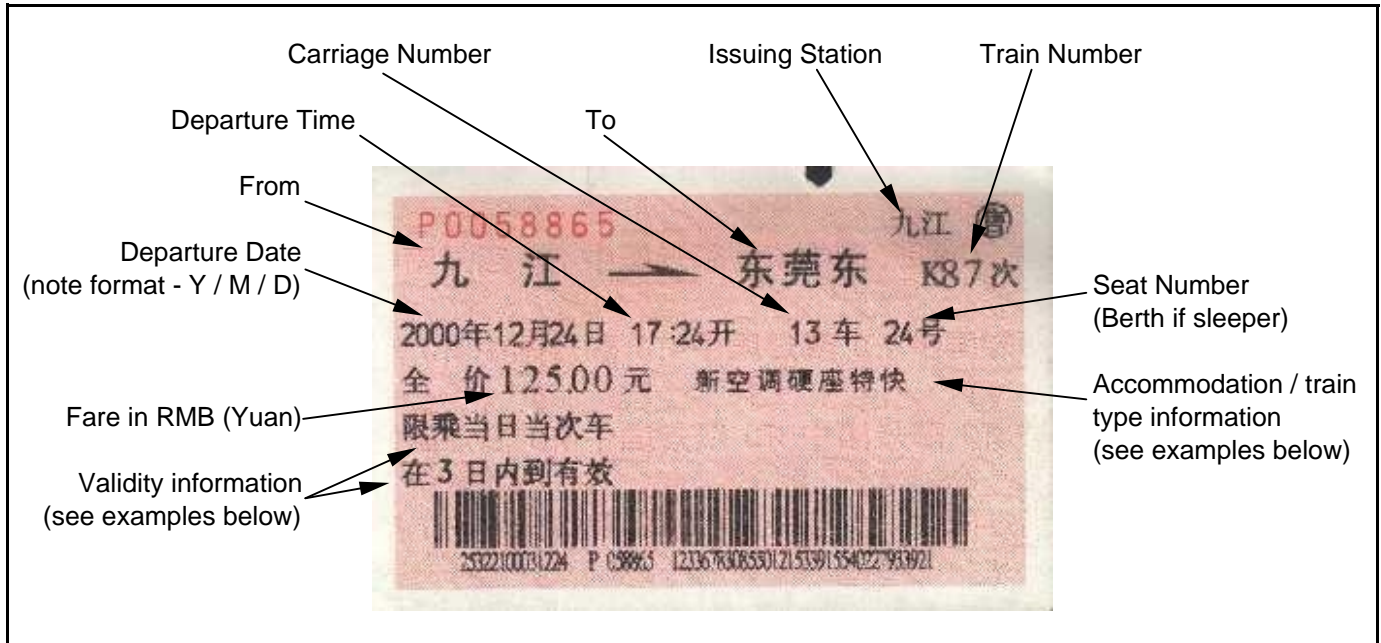 Carriage Number
Issuing Station
Train Number
Departure Time
To
From
Departure Date
(note format - Y / M / D)
Seat Number
(Berth if sleeper)
Accommodation / train
type information
(see examples below)
Fare in RMB (Yuan)
Validity information
(see examples below)
P0058865
九江
九 江 东莞东 K87次
2000年12月24日 17:24开 13车 24号
全 价125.00元 新空调硬座特快
限乘当日当次车
在3日内到有效